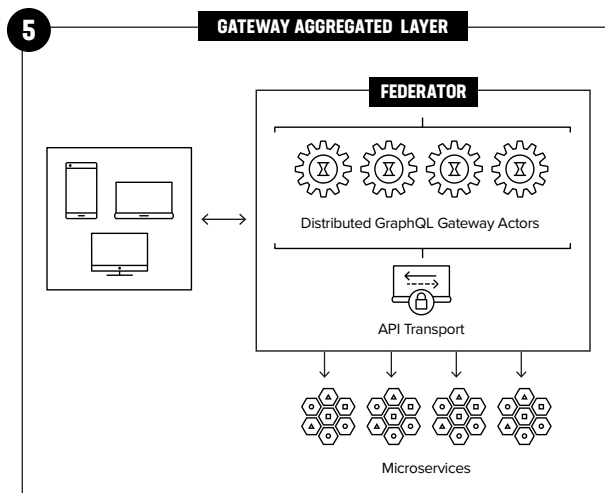 5
GATEWAY AGGREGATED LAYER
FEDERATOR
Distributed GraphQL Gateway Actors
API Transport
Microservices